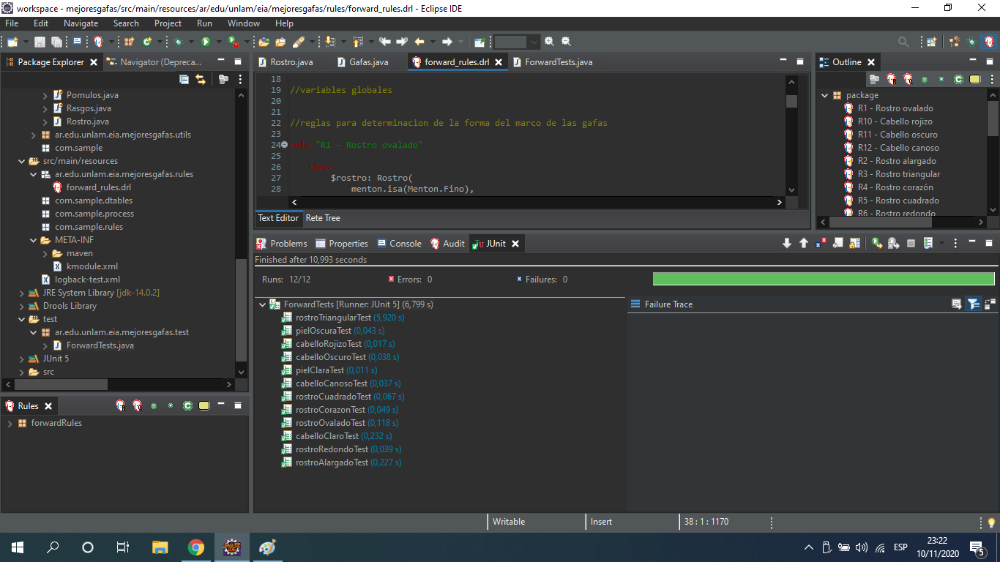 workspace - mejoresgafas/src/main/resources/ar/edu/unlam/eia/mejoresgafas/rules/forward_rules.drl - Eclipse IDE
File Edit Navigate Search Project Run Window Help
Package Explorer
Navigator (Depreca...
Pomulos.java
Rasgos.java
Rostro.java
ar.edu.unlam.eia.mejoresgafas.utils
com.sample
src/main/resources
ar.edu.unlam.eia.mejoresgafas.rules
forward_rules.drl
com.sample.dtables
com.sample.process
com.sample.rules
META-INF
maven
kmodule.xml
logback-test.xml
JRE System Library [jdk-14.0.2]
Drools Library
test
ar.edu.unlam.eia.mejoresgafas.test
ForwardTests.java
JUnit 5
src
Rules
forwardRules
Rostro.java
Gafas.java
forward_rules.drl
ForwardTests.java
18
19 //variables globales
20
21
22 //reglas para determinacion de la forma del marco de las gafas
23
24 rule "R1 - Rostro ovalado"
25
26 when
27 $rostro: Rostro(
28 menton.isa(Menton.Fino),
Text Editor Rete Tree
Outline
package
R1 - Rostro ovalado
R10 - Cabello rojizo
R11 - Cabello oscuro
R12 - Cabello canoso
R2 - Rostro alargado
R3 - Rostro triangular
R4 - Rostro corazón
R5 - Rostro cuadrado
R6 - Rostro redondo
Problems Properties Console Audit JUnit
Finished after 10,993 seconds
Runs: 12/12 Errors: 0 Failures: 0
ForwardTests [Runner: JUnit 5] (6,799 s)
rostroTriangularTest (5,920 s)
pielOscuraTest (0,043 s)
cabelloRojizoTest (0,017 s)
cabelloOscuroTest (0,038 s)
pielClaraTest (0,011 s)
cabelloCanosoTest (0,037 s)
rostroCuadradoTest (0,067 s)
rostroCorazonTest (0,049 s)
rostroOvaladoTest (0,118 s)
cabelloClaroTest (0,232 s)
rostroRedondoTest (0,039 s)
rostroAlargadoTest (0,227 s)
Failure Trace
Writable Insert 38 : 1 : 1170
ESP
23:22
10/11/2020
5